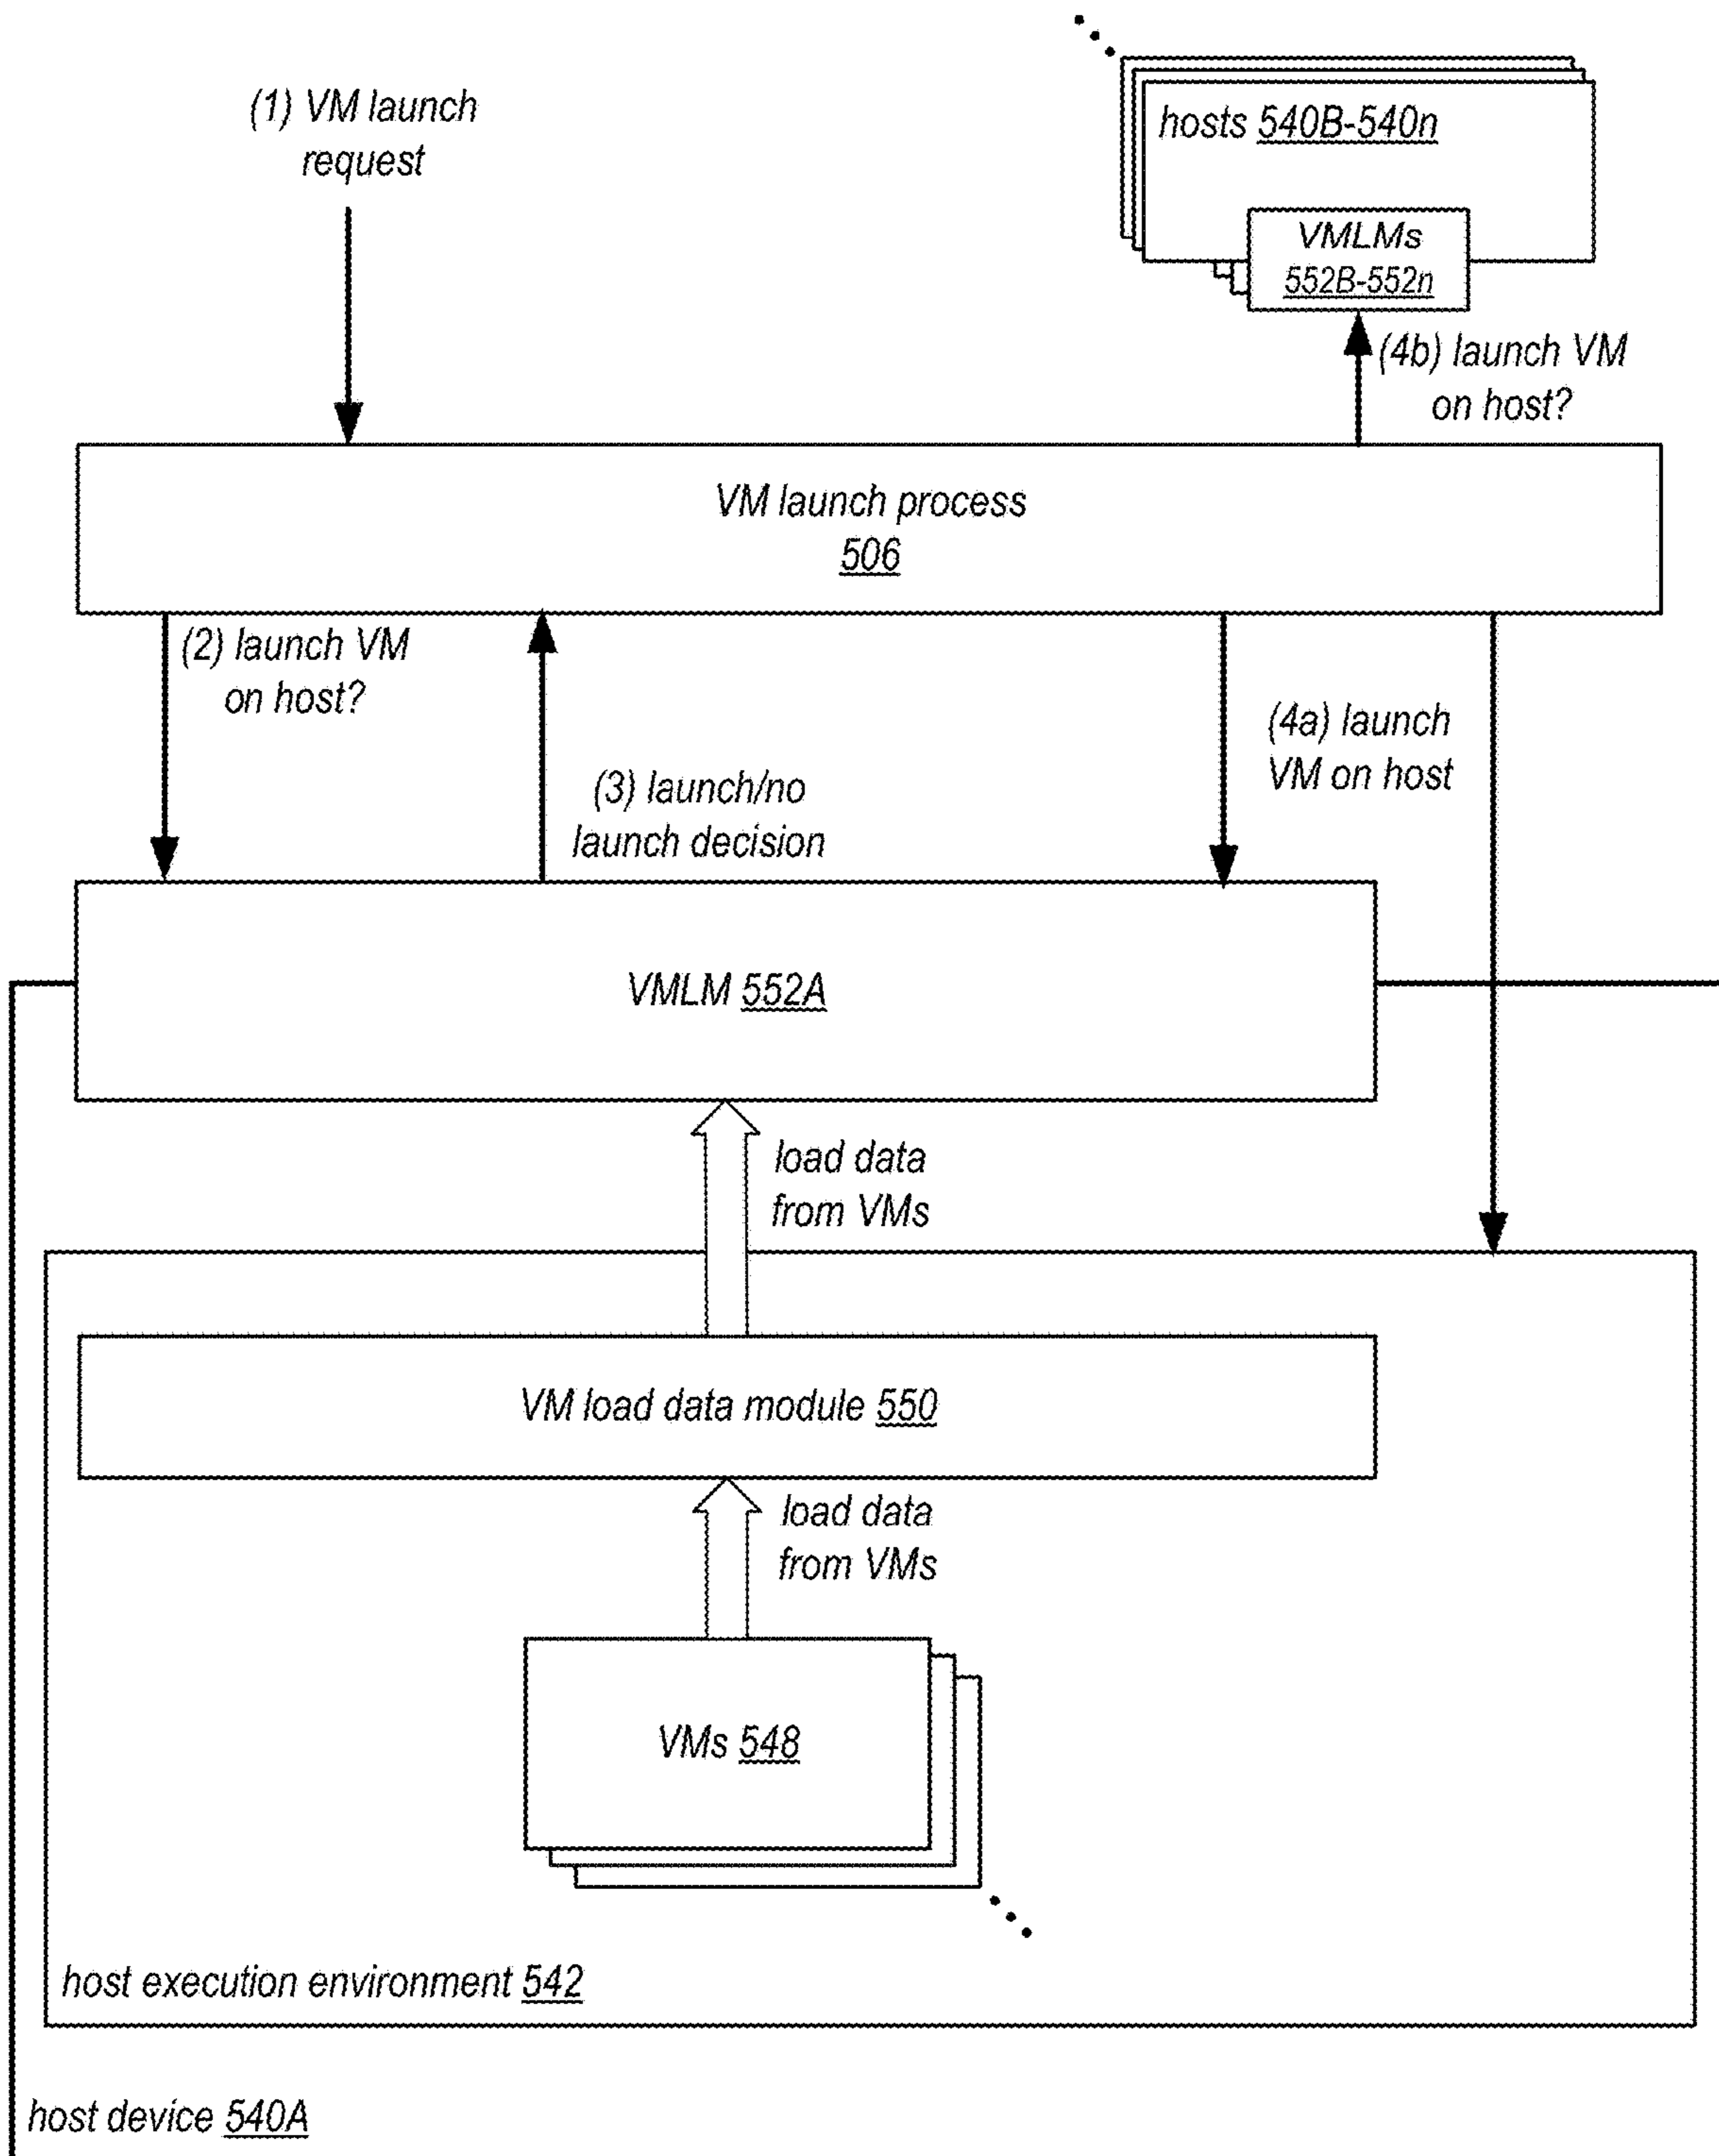 (1) VM launch
request
hosts 540B-540n
VMLMs
552B-552n
(4b) launch VM
on host?
VM launch process
506
(2) launch VM
on host?
(3) launch/no
launch decision
(4a) launch
VM on host
VMLM 552A
load data
from VMs
VM load data module 550
load data
from VMs
VMs 548
host execution environment 542
host device 540A